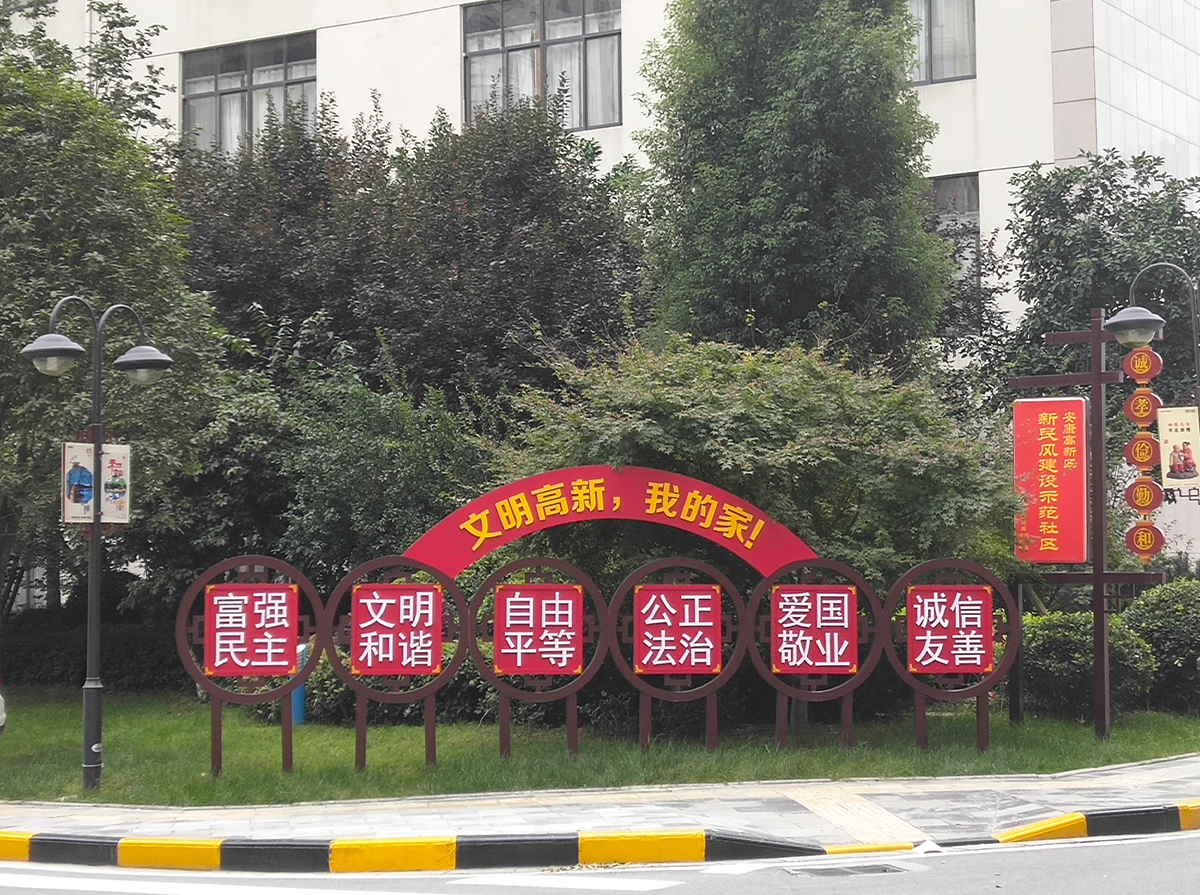 文明高新，我的家！
富强
民主
文明
和谐
自由
平等
公正
法治
爱国
敬业
诚信
友善
安康高新区
新民风建设示范社区
诚
孝
俭
勤
和